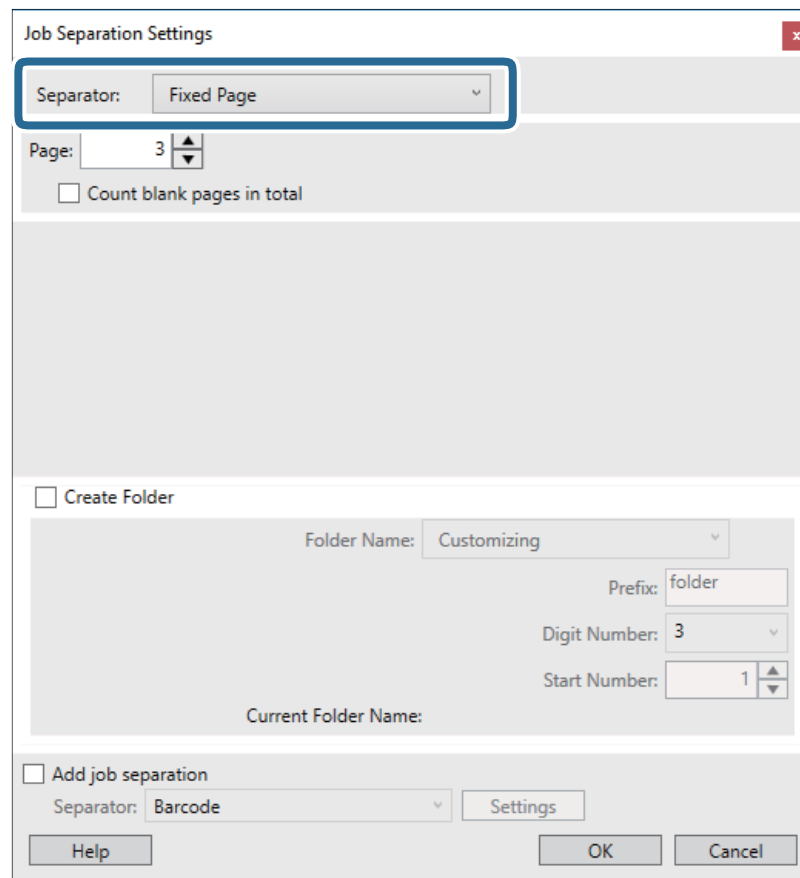 Job Separation Settings
x
Separator: Fixed Page
Page: 3
Count blank pages in total
Create Folder
Folder Name: Customizing
Prefix: folder
Digit Number: 3
Start Number: 1
Current Folder Name:
Add job separation
Separator: Barcode Settings
Help OK Cancel